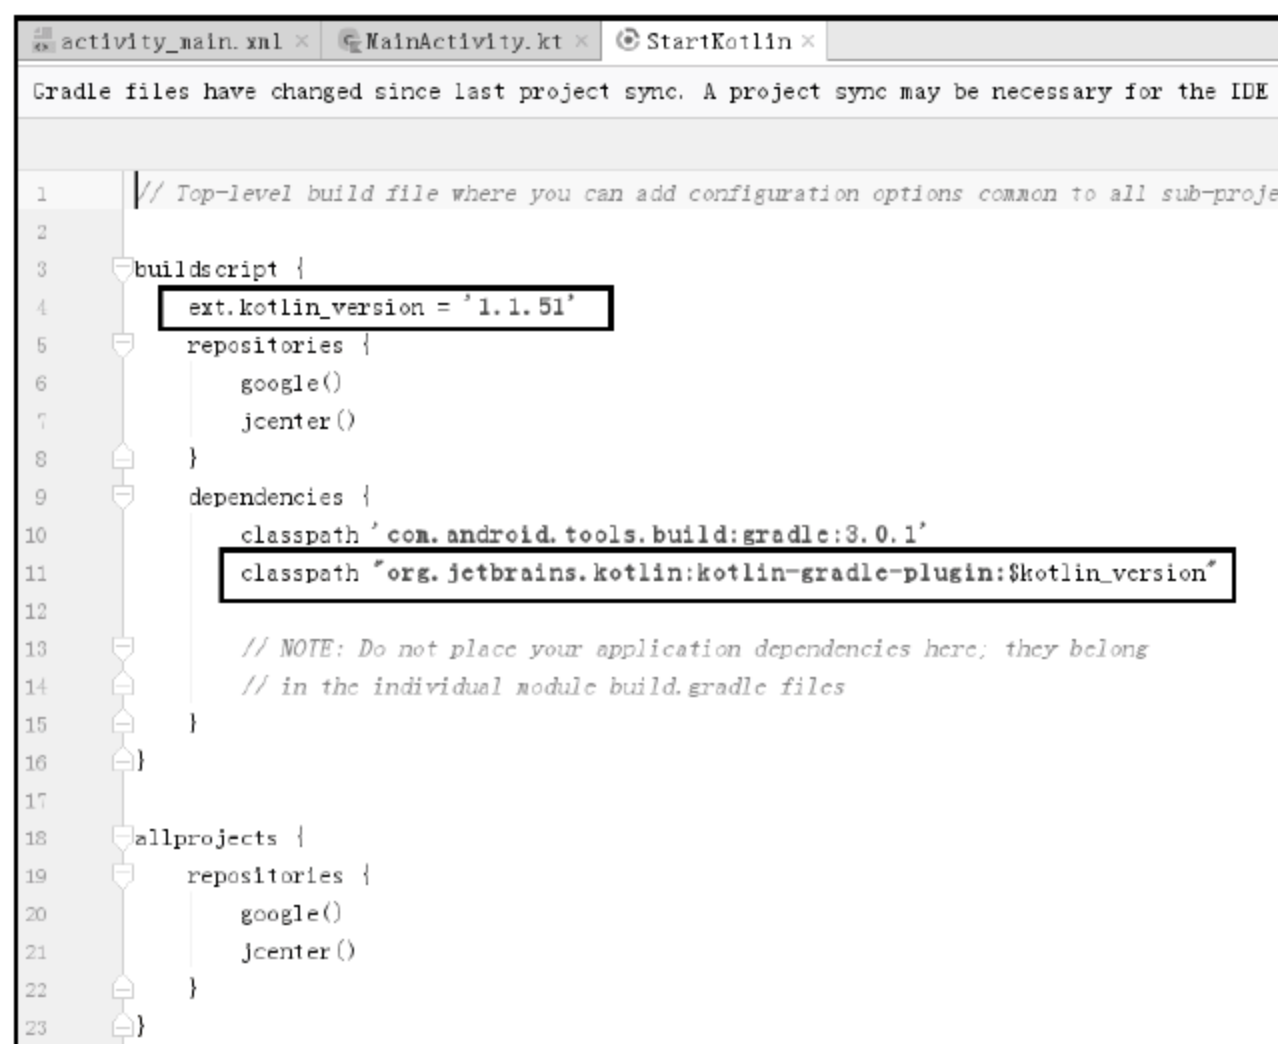 activity_main.xml × MainActivity.kt × StartKotlin ×
Gradle files have changed since last project sync. A project sync may be necessary for the IDE
1 // Top-level build file where you can add configuration options common to all sub-proje
2
3 buildscript {
4 ext.kotlin_version = '1.1.51'
5 repositories {
6 google()
7 jcenter()
8 }
9 dependencies {
10 classpath 'com.android.tools.build:gradle:3.0.1'
11 classpath "org.jetbrains.kotlin:kotlin-gradle-plugin:$kotlin_version"
12
13 // NOTE: Do not place your application dependencies here; they belong
14 // in the individual module build.gradle files
15 }
16 }
17
18 allprojects {
19 repositories {
20 google()
21 jcenter()
22 }
23 }